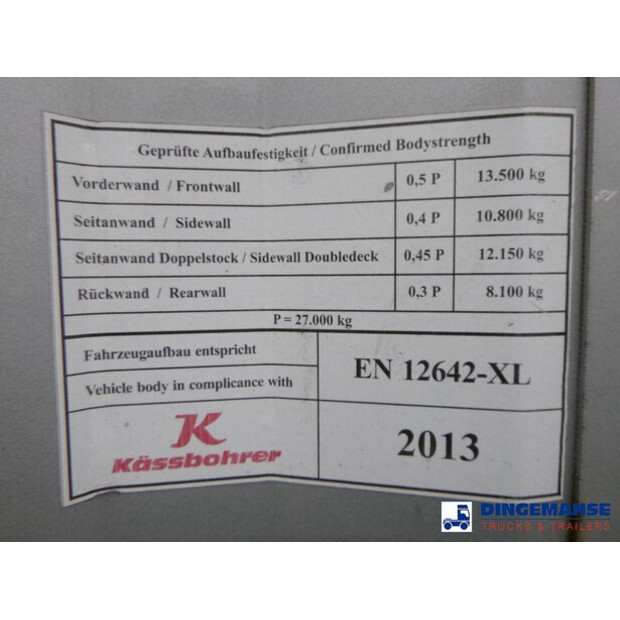 Geprüfte Aufbaufestigkeit / Confirmed Bodystrength
Vorderwand / Frontwall 0,5 P 13.500 kg
Seitanwand / Sidewall 0,4 P 10.800 kg
Seitanwand Doppelstock / Sidewall Doubledeck 0,45 P 12.150 kg
Rückwand / Rearwall 0,3 P 8.100 kg
P = 27.000 kg
Fahrzeugaufbau entspricht
Vehicle body in complicance with
EN 12642-XL
K
Kässbohrer
2013
DINGEMANSE
TRUCKS & TRAILERS